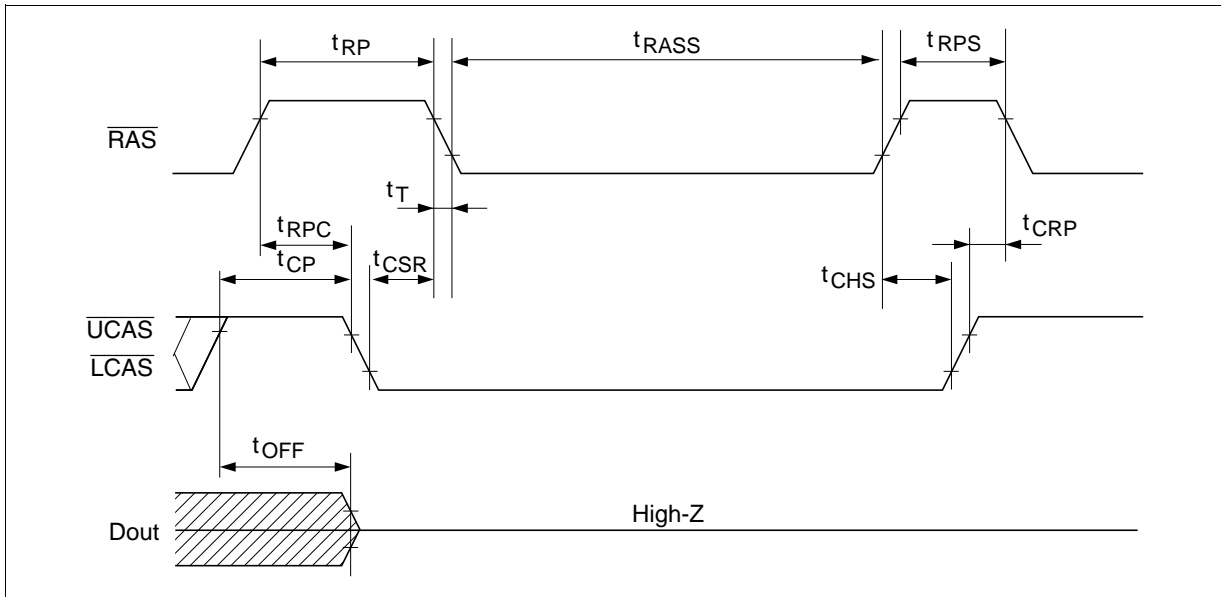 tRP
tRASS
tRPS
RAS
tT
tRPC
tCRP
tCP
tCSR
tCHS
UCAS
LCAS
tOFF
High-Z
Dout